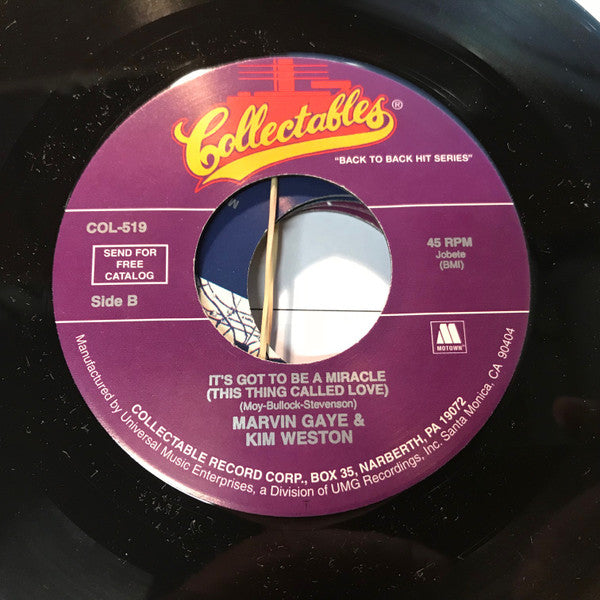 Collectables®
"BACK TO BACK HIT SERIES"
COL-519
SEND FOR
FREE
CATALOG
Side B
45 RPM
Jobete
(BMI)
M
MOTOWN
IT'S GOT TO BE A MIRACLE
(THIS THING CALLED LOVE)
(Moy-Bullock-Stevenson)
MARVIN GAYE &
KIM WESTON
COLLECTABLE RECORD CORP., BOX 35, NARBERTH, PA 19072
Manufactured by Universal Music Enterprises, a Division of UMG Recordings, Inc. Santa Monica, CA 90404